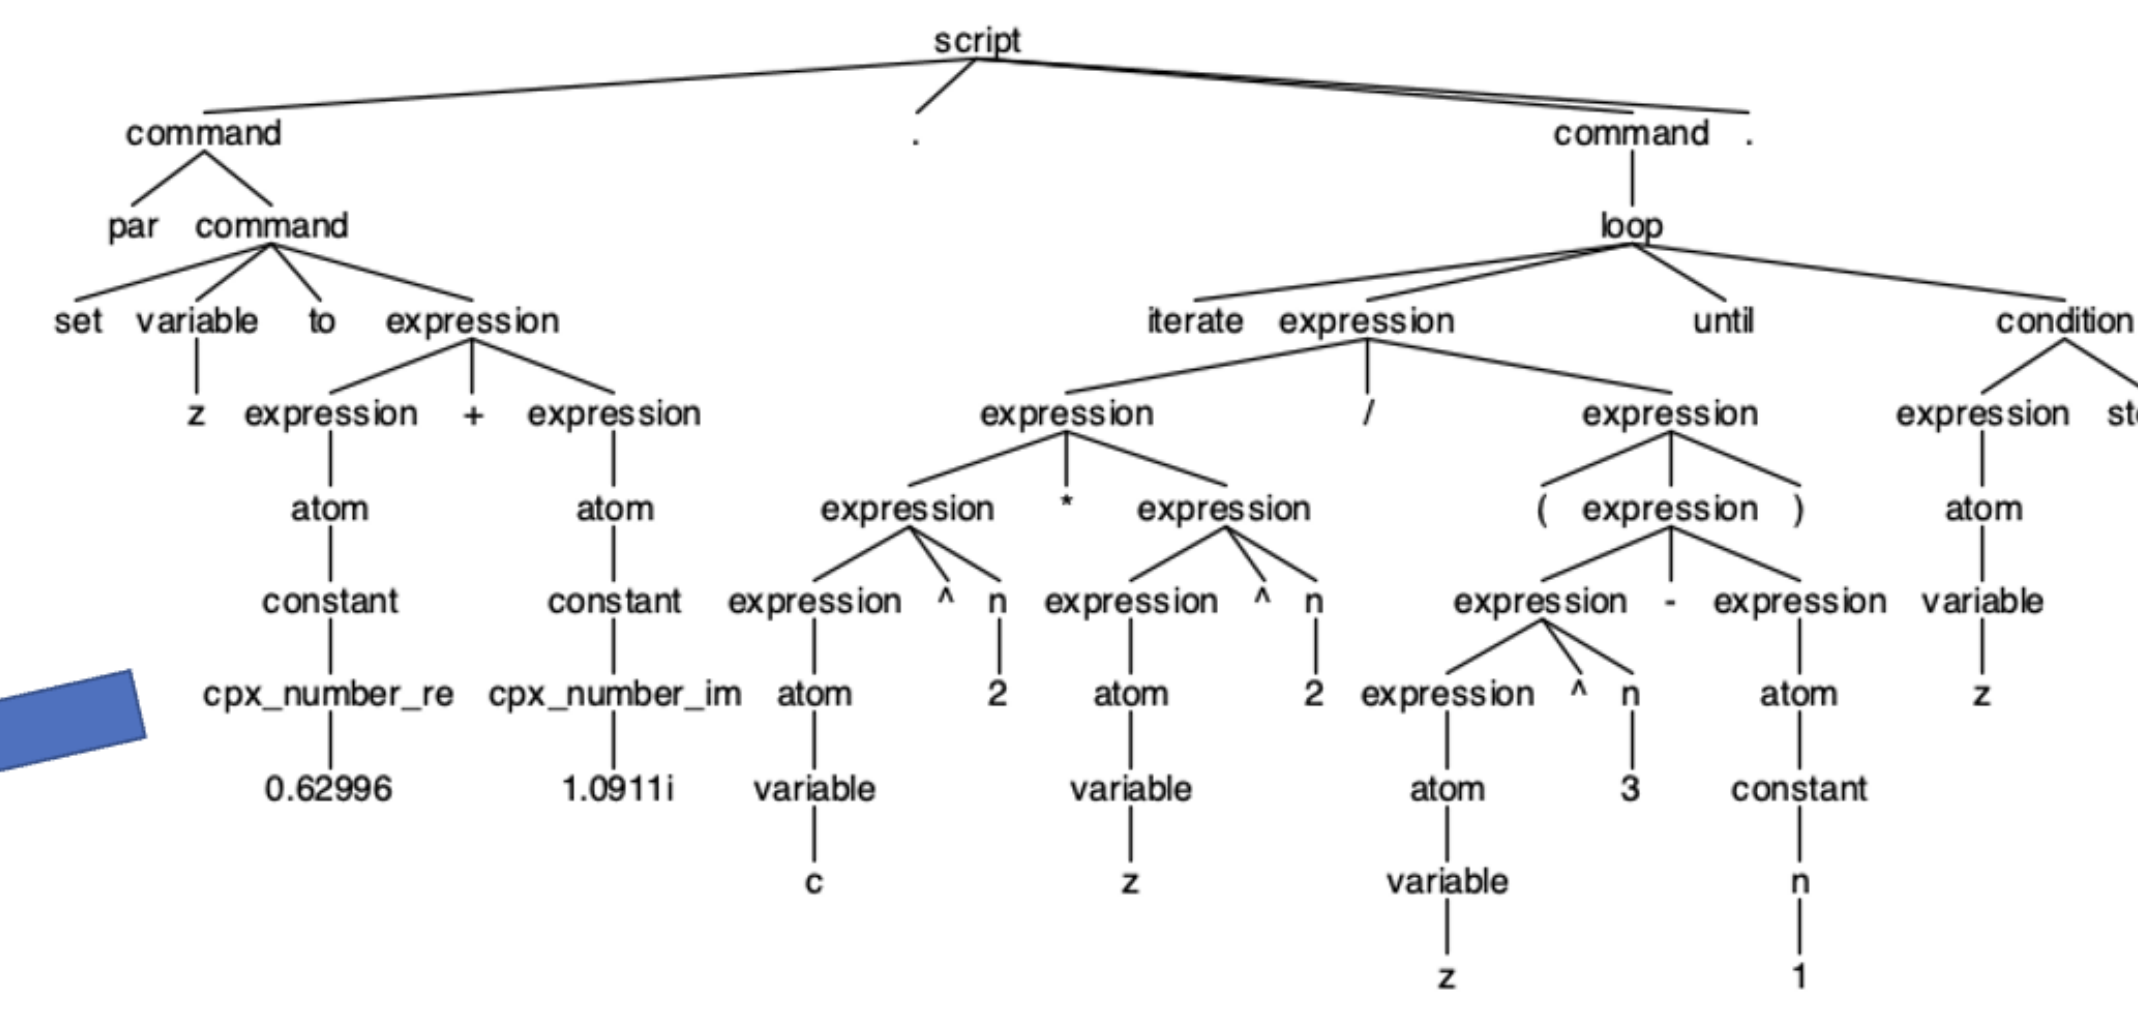 script
command . command .
par command loop
set variable to expression iterate expression until condition
z expression + expression expression / expression expression
atom atom expression * expression ( expression ) atom
constant constant expression ^ n expression ^ n expression - expression variable
cpx_number_re cpx_number_im atom 2 atom 2 expression ^ n atom z
0.62996 1.0911i variable variable atom 3 constant
c z variable n
z 1